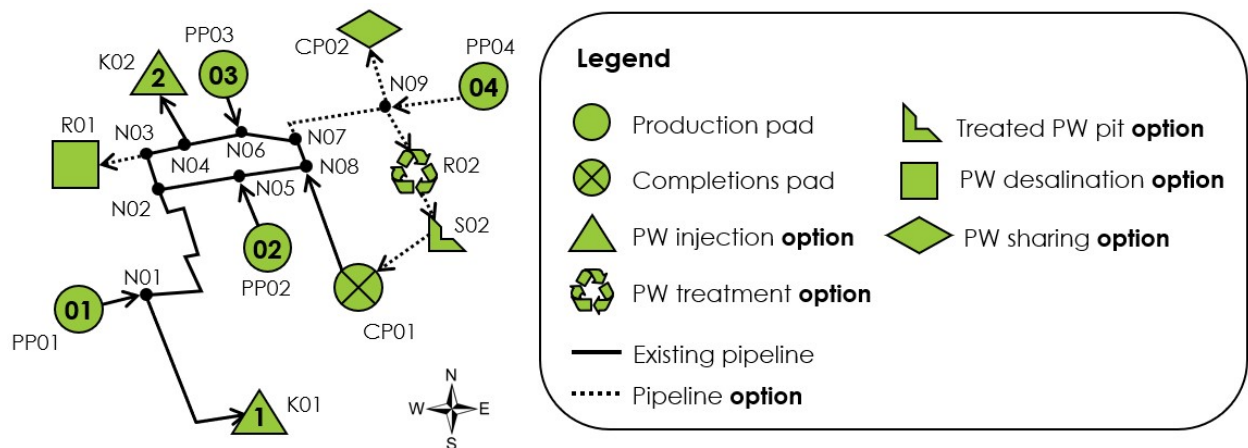 PP03
CP02
PP04
K02
2
03
N09
04
R01
N03
N04
N06
N07
R02
N08
N05
N02
S02
02
N01
PP02
01
PP01
CP01
1
K01
N
W
E
S
Legend
Production pad
Completions pad
PW injection option
PW treatment option
Existing pipeline
Pipeline option
Treated PW pit option
PW desalination option
PW sharing option